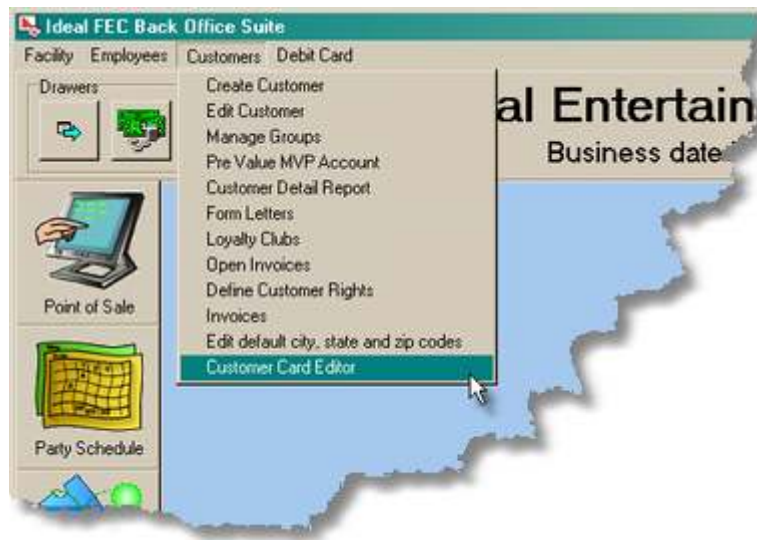 Ideal FEC Back Office Suite
Facility Employees Customers Debit Card
Drawers
Create Customer
Edit Customer
Manage Groups
Pre Value MVP Account
Customer Detail Report
Form Letters
Loyalty Clubs
Open Invoices
Define Customer Rights
Invoices
Edit default city, state and zip codes
Customer Card Editor
al Entertain
Business date
Point of Sale
Party Schedule